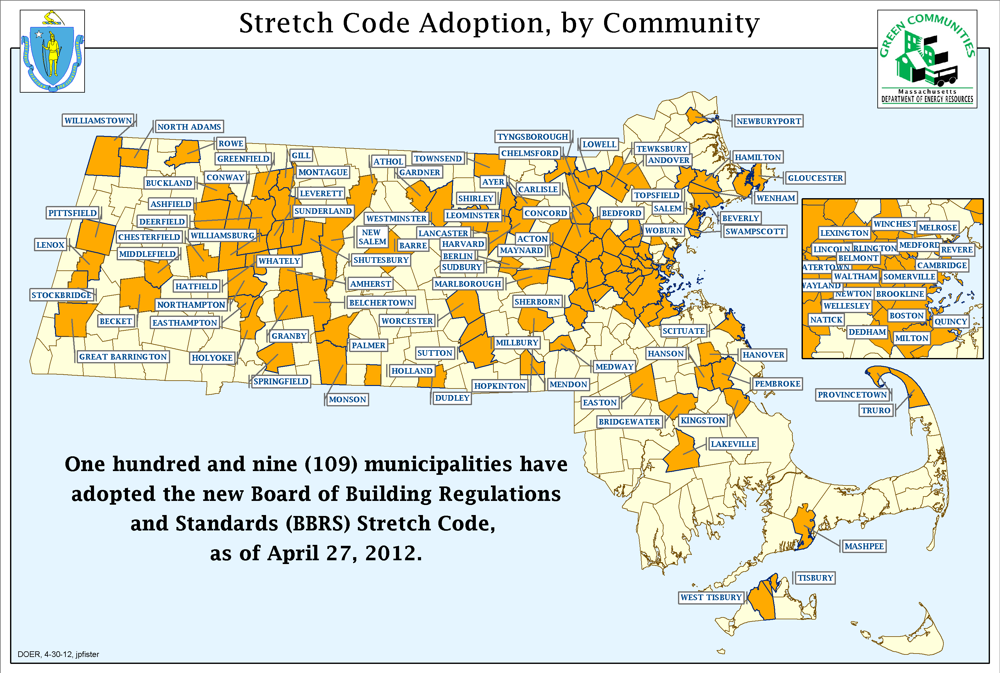 Stretch Code Adoption, by Community
GREEN COMMUNITIES
Massachusetts
DEPARTMENT OF ENERGY RESOURCES
WILLIAMSTOWN
NORTH ADAMS
ROWE
GREENFIELD
GILL
MONTAGUE
CONWAY
BUCKLAND
LEVERETT
ASHFIELD
SUNDERLAND
PITTSFIELD
DEERFIELD
CHESTERFIELD
WILLIAMSBURG
LENOX
MIDDLEFIELD
WHATELY
HATFIELD
STOCKBRIDGE
NORTHAMPTON
BECKET
EASTHAMPTON
GREAT BARRINGTON
HOLYOKE
GRANBY
SPRINGFIELD
MONSON
PALMER
BELCHERTOWN
AMHERST
SHUTESBURY
NEW
SALEM
ATHOL
GARDNER
TOWNSEND
WESTMINSTER
BARRE
TYNGSBOROUGH
CHELMSFORD
LOWELL
TEWKSBURY
ANDOVER
AYER
CARLISLE
SHIRLEY
LEOMINSTER
CONCORD
BEDFORD
LANCASTER
HARVARD
ACTON
MAYNARD
BERLIN
SUDBURY
MARLBOROUGH
SHERBORN
WORCESTER
MILLBURY
SUTTON
HOLLAND
DUDLEY
HOPKINTON
MENDON
MEDWAY
NEWBURYPORT
HAMILTON
GLOUCESTER
WENHAM
TOPSFIELD
SALEM
BEVERLY
WOBURN
SWAMPSCOTT
SCITUATE
HANSON
HANOVER
PEMBROKE
EASTON
BRIDGEWATER
KINGSTON
LAKEVILLE
WINCHEST
MELROSE
LEXINGTON
LINCOLN
RLINGTON
MEDFORD
REVERE
BELMONT
CAMBRIDGE
ATERTOWN
WALTHAM
SOMERVILLE
WAYLAND
NEWTON
BROOKLINE
WELLESLEY
NATICK
BOSTON
QUINCY
DEDHAM
MILTON
PROVINCETOWN
TRURO
MASHPEE
TISBURY
WEST TISBURY
One hundred and nine (109) municipalities have
adopted the new Board of Building Regulations
and Standards (BBRS) Stretch Code,
as of April 27, 2012.
DOER, 4-30-12, jpfister